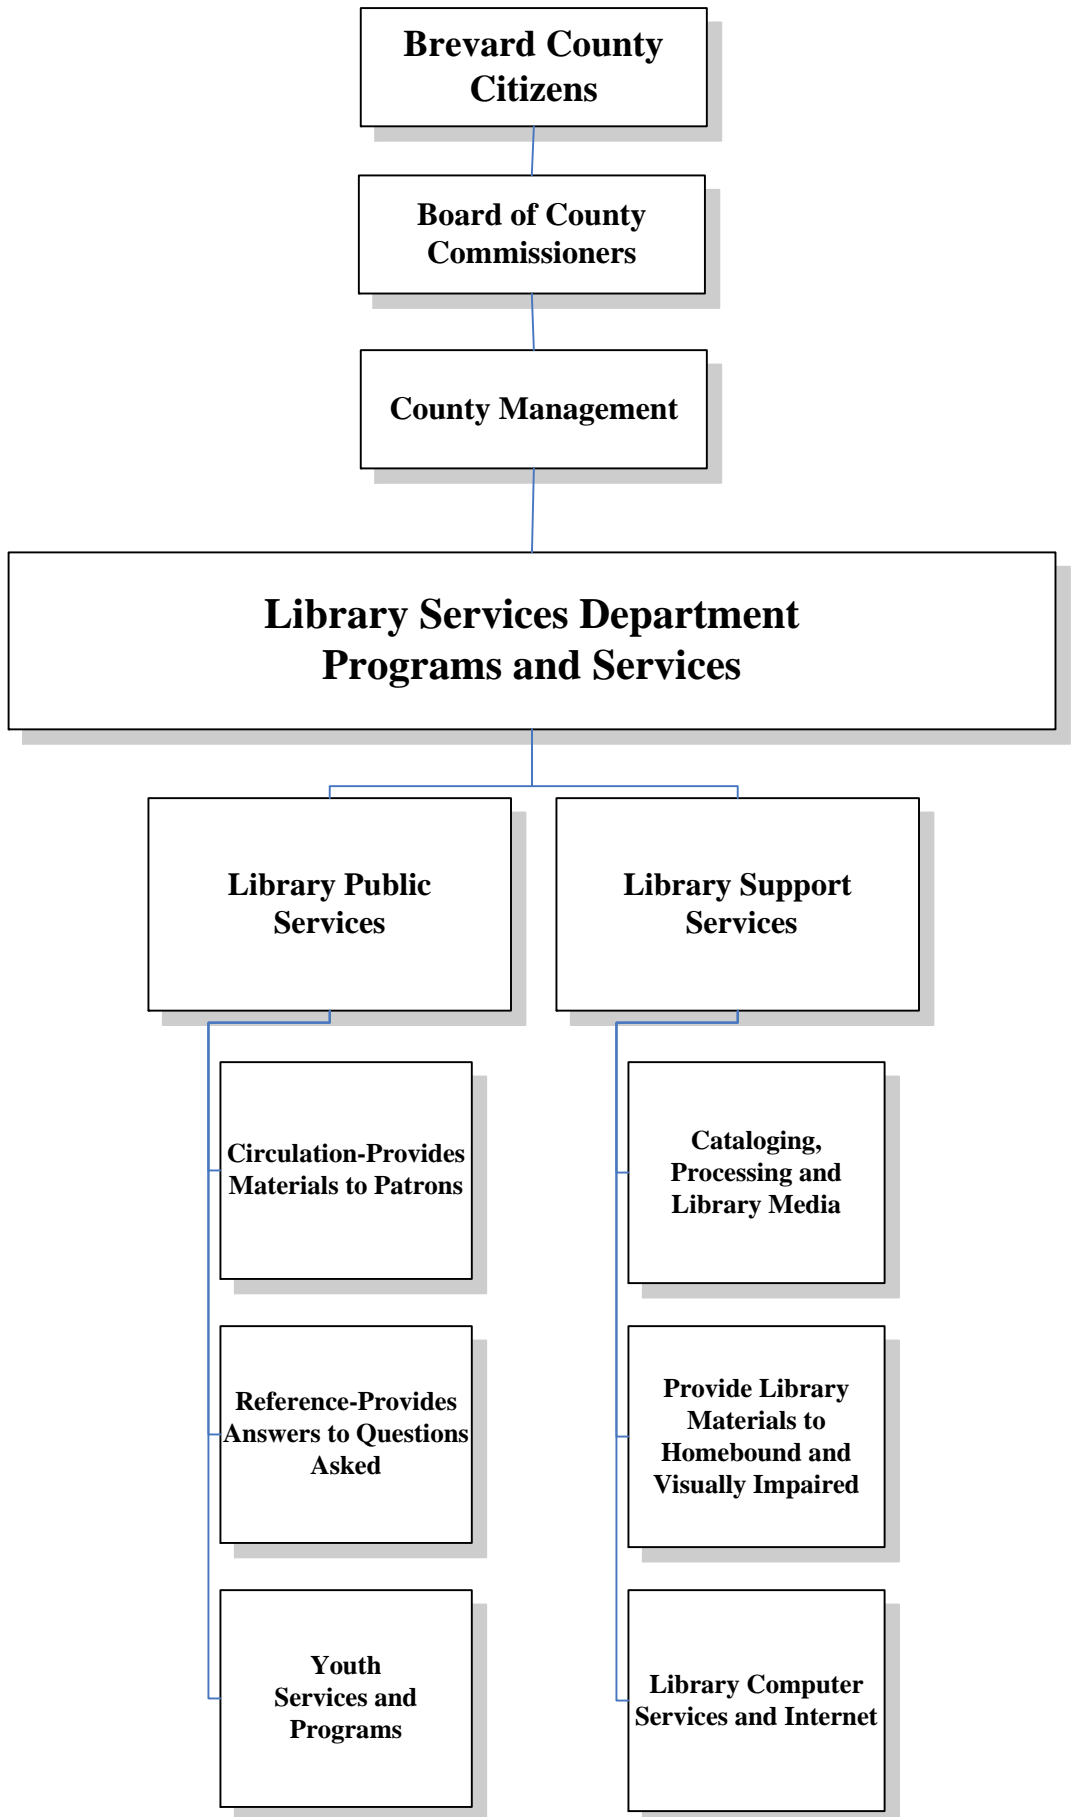 Brevard County
Citizens
Board of County
Commissioners
County Management
Library Services Department
Programs and Services
Library Public
Services
Library Support
Services
Circulation-Provides
Materials to Patrons
Reference-Provides
Answers to Questions
Asked
Youth
Services and
Programs
Cataloging,
Processing and
Library Media
Provide Library
Materials to
Homebound and
Visually Impaired
Library Computer
Services and Internet